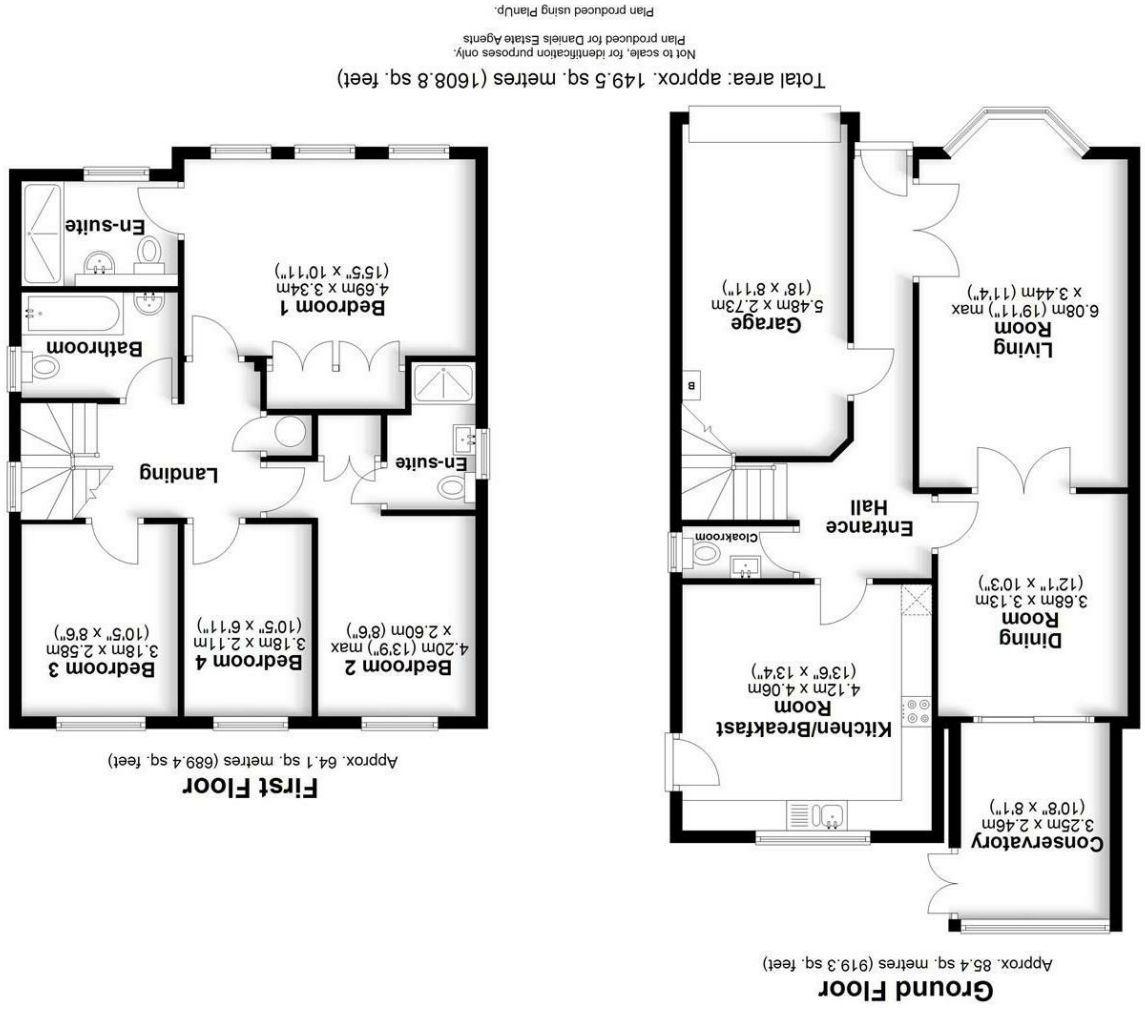 Ground Floor
Approx. 85.4 sq. metres (919.3 sq. feet)
Conservatory
3.25m x 2.46m
(10'8" x 8'1")
Kitchen/Breakfast
Room
4.12m x 4.06m
(13'6" x 13'4")
Dining
Room
3.68m x 3.13m
(12'1" x 10'3")
Cloakroom
Entrance
Hall
Living
Room
6.08m (19'11") max
x 3.44m (11'4")
Garage
5.48m x 2.73m
(18' x 8'11")
B
First Floor
Approx. 64.1 sq. metres (689.4 sq. feet)
Bedroom 2
4.20m (13'9") max
x 2.60m (8'6")
Bedroom 4
3.18m x 2.11m
(10'5" x 6'11")
Bedroom 3
3.18m x 2.58m
(10'5" x 8'6")
En-suite
Landing
Bathroom
Bedroom 1
4.69m x 3.34m
(15'5" x 10'11")
En-suite
Total area: approx. 149.5 sq. metres (1608.8 sq. feet)
Not to scale, for identification purposes only.
Plan produced for Daniels Estate Agents
Plan produced using PlanUp.